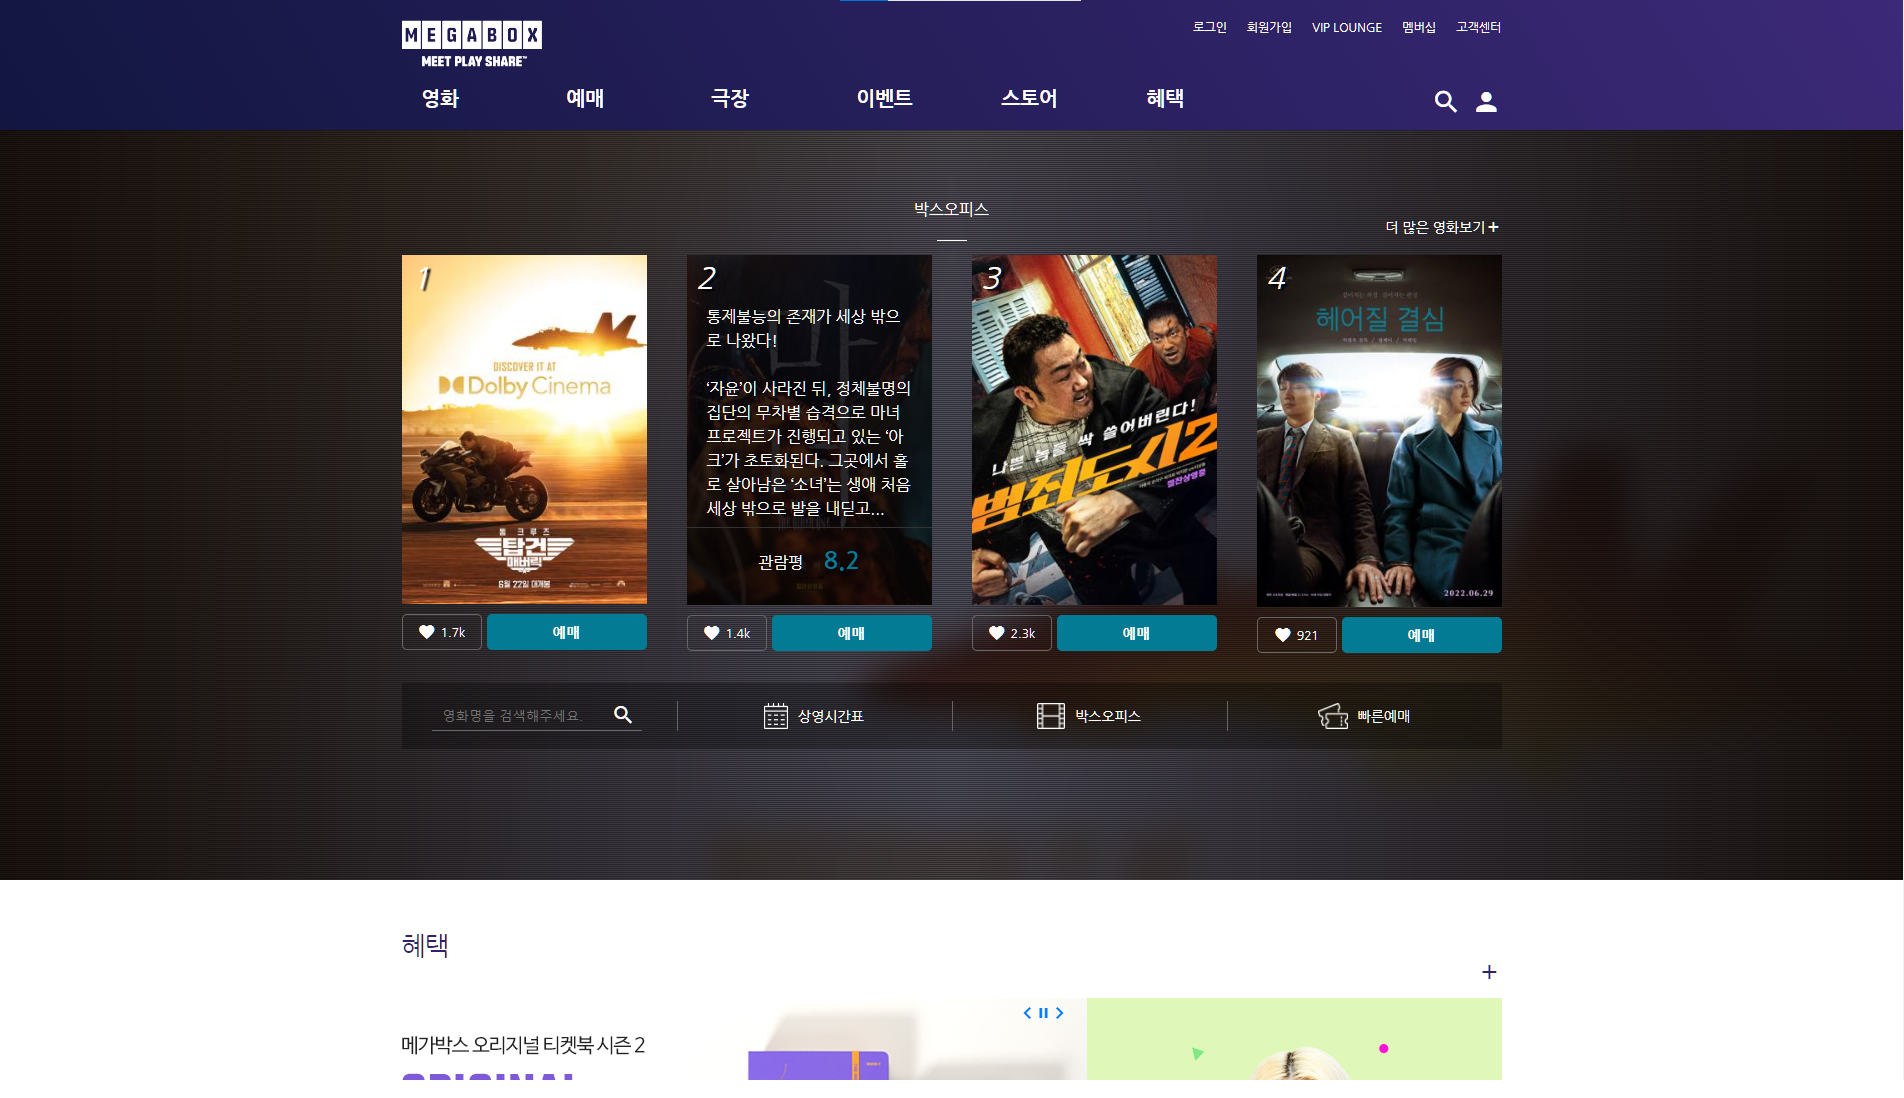 MEGABOX
MEET PLAY SHARE™
로그인 회원가입 VIP LOUNGE 멤버십 고객센터
영화 예매 극장 이벤트 스토어 혜택
박스오피스
더 많은 영화보기+
1
DISCOVER IT AT
Dolby Cinema
톰 크루즈
탑건
매버릭
6월 22일 대개봉
2
통제불능의 존재가 세상 밖으
로 나왔다!
‘자윤’이 사라진 뒤, 정체불명의
집단의 무차별 습격으로 마녀
프로젝트가 진행되고 있는 ‘아
크’가 초토화된다. 그곳에서 홀
로 살아남은 ‘소녀’는 생애 처음
세상 밖으로 발을 내딛고...
관람평 8.2
3
나쁜 놈들 싹 쓸어버린다!
범죄도시2
절찬상영중
4
헤어질 결심
2022.06.29
1.7k 예매
1.4k 예매
2.3k 예매
921 예매
영화명을 검색해주세요.
상영시간표
박스오피스
빠른예매
혜택
+
메가박스 오리지널 티켓북 시즌 2
ORIGINAL